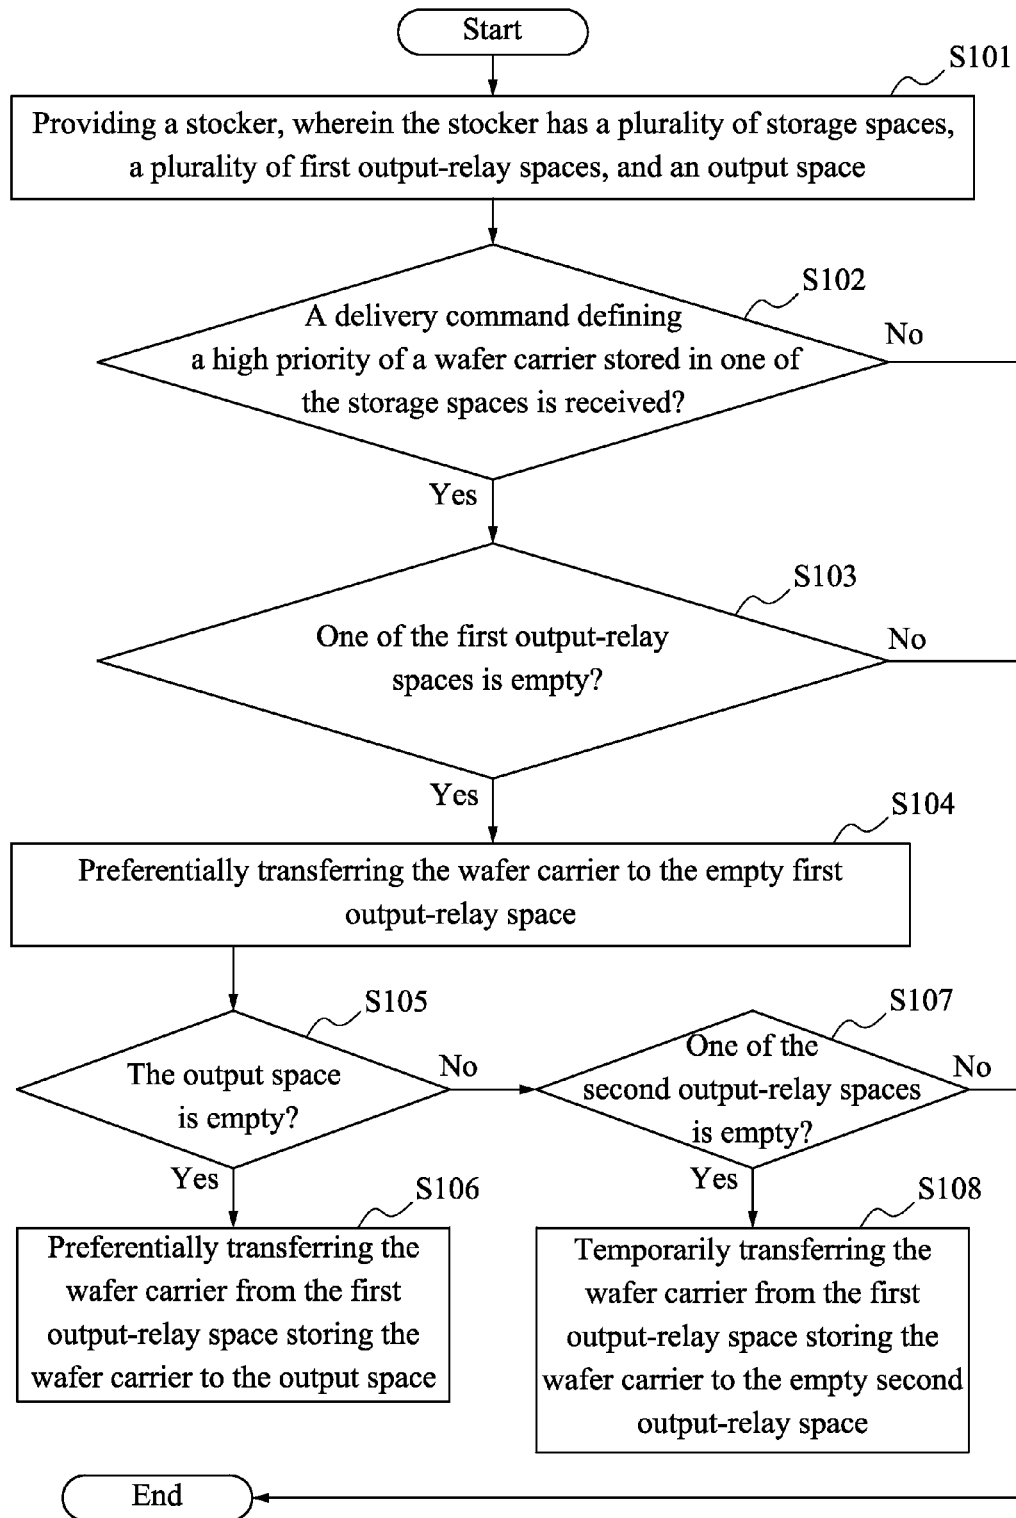 Start
S101
Providing a stocker, wherein the stocker has a plurality of storage spaces,
a plurality of first output-relay spaces, and an output space
S102
A delivery command defining
a high priority of a wafer carrier stored in one of
the storage spaces is received?
No
Yes
S103
One of the first output-relay
spaces is empty?
No
Yes
S104
Preferentially transferring the wafer carrier to the empty first
output-relay space
S105
The output space
is empty?
No
Yes
S107
One of the
second output-relay spaces
is empty?
No
Yes
S106
Preferentially transferring the
wafer carrier from the first
output-relay space storing the
wafer carrier to the output space
S108
Temporarily transferring the
wafer carrier from the first
output-relay space storing the
wafer carrier to the empty second
output-relay space
End